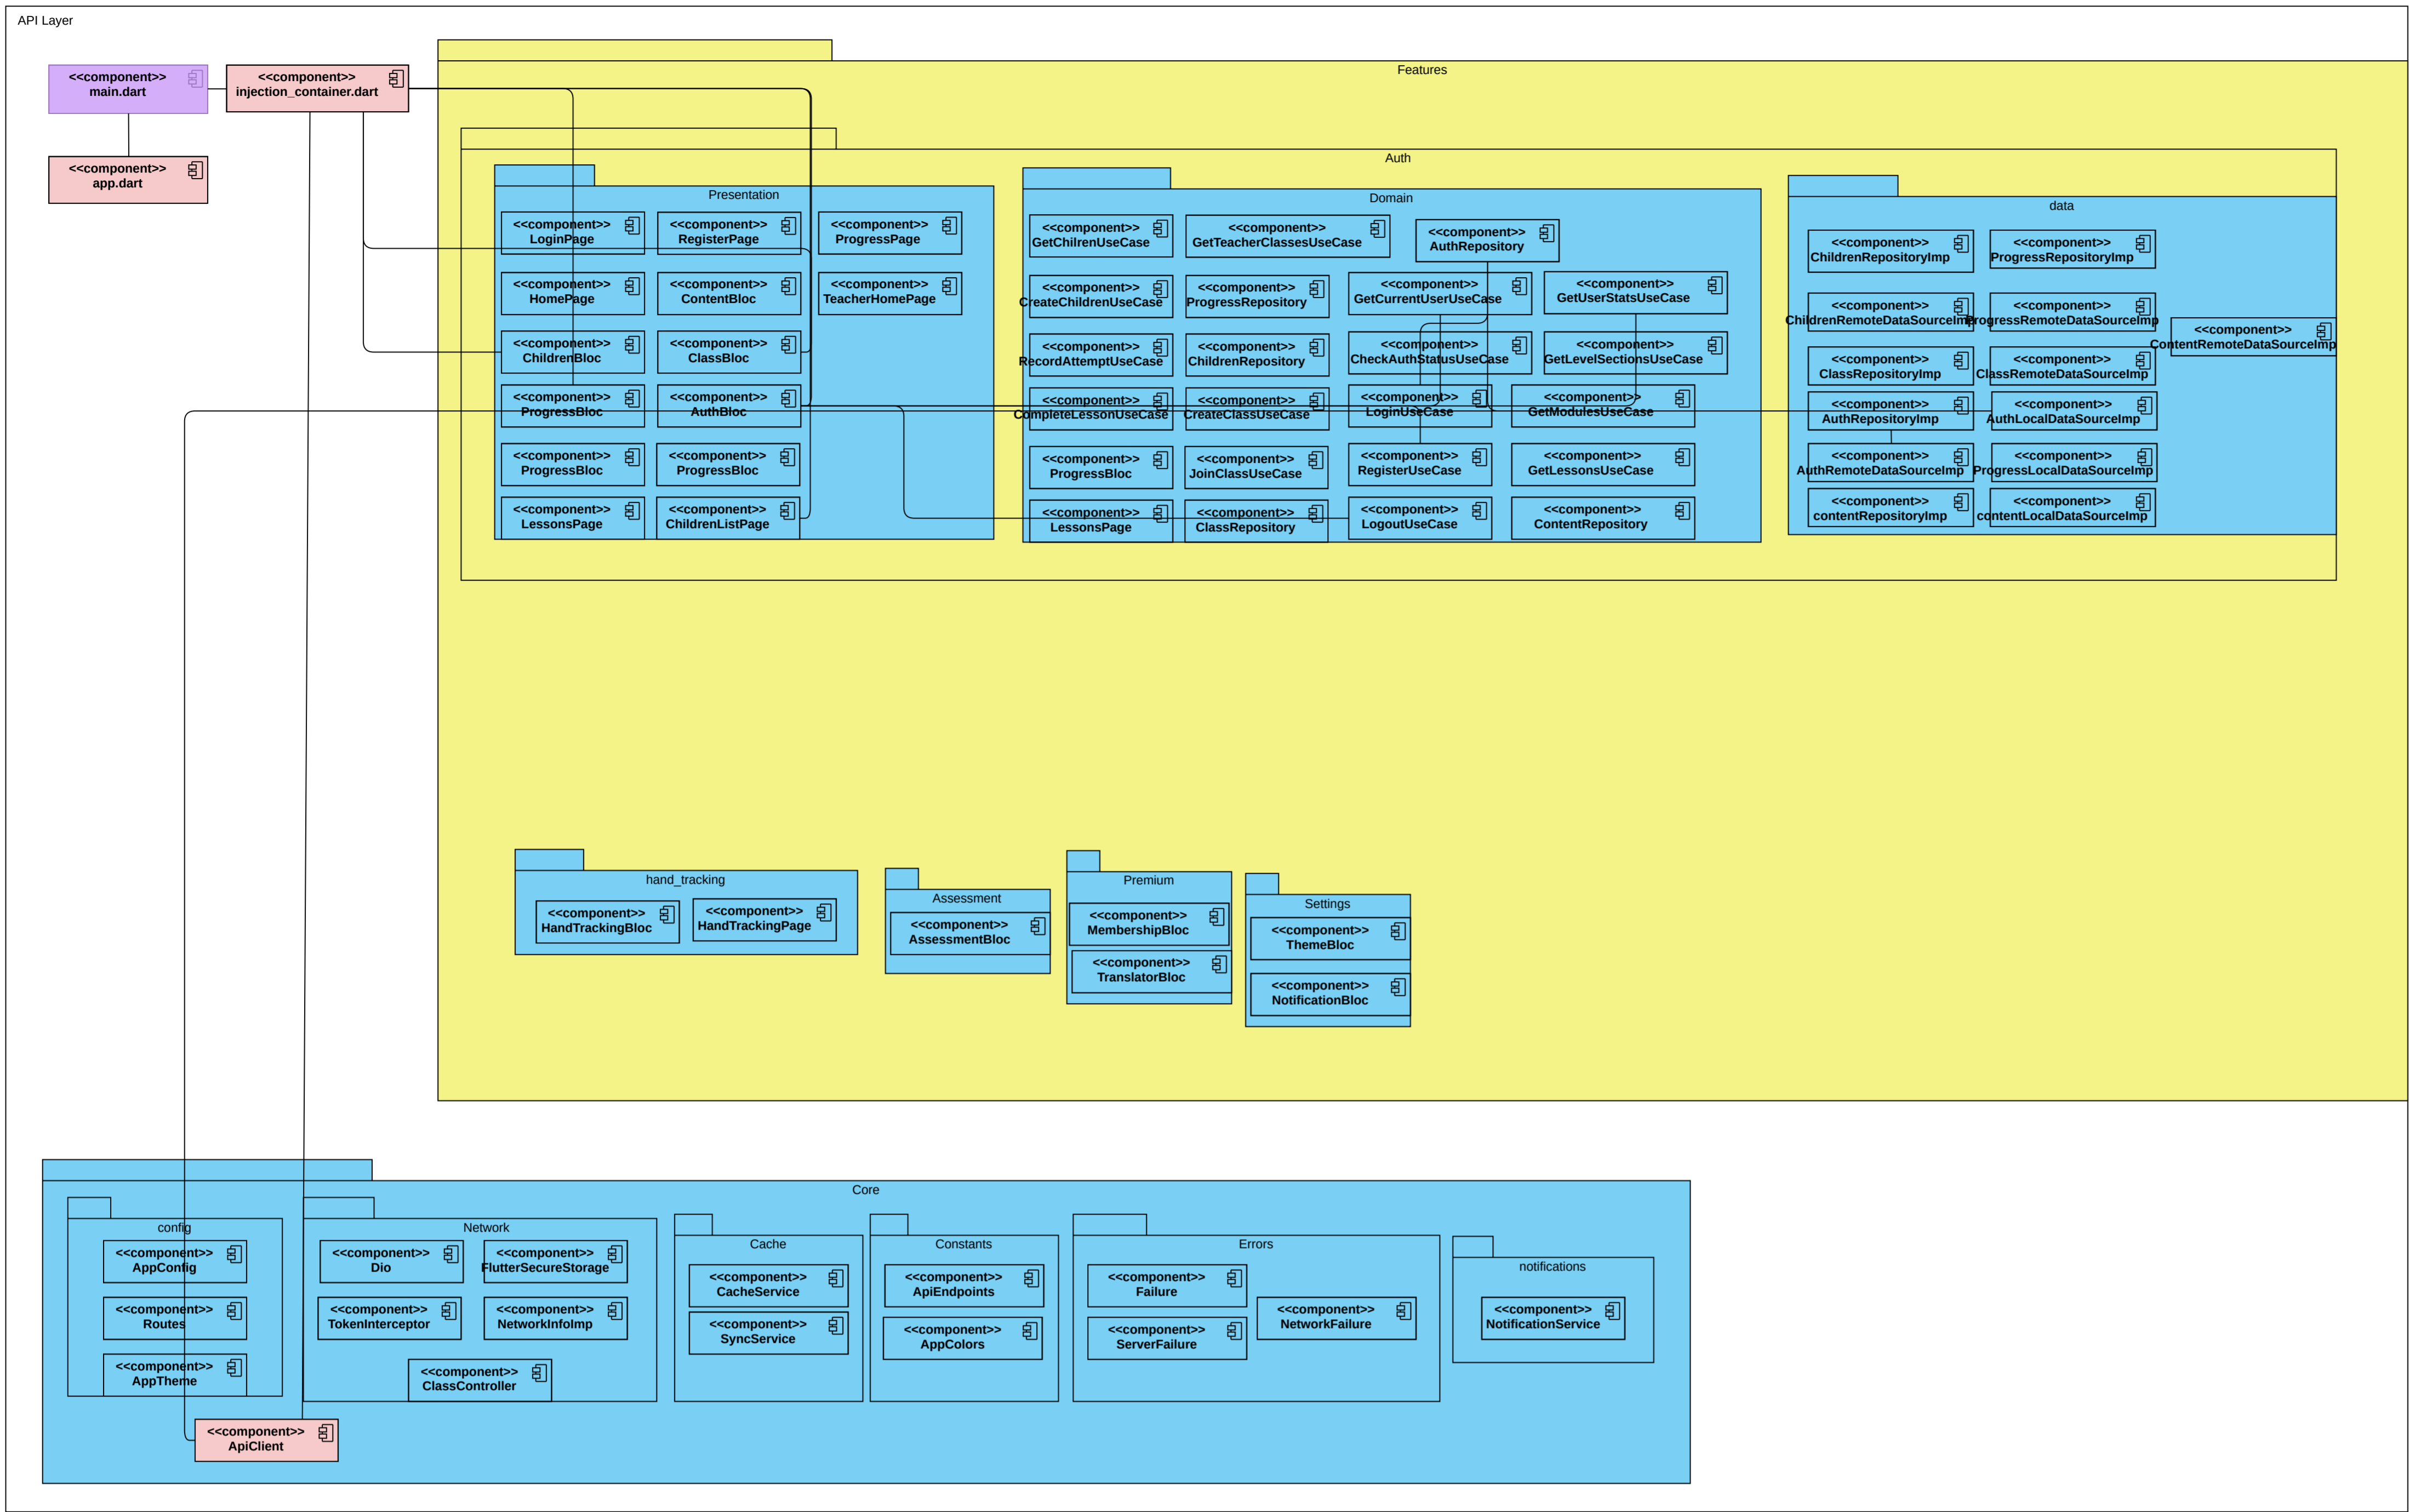 API Layer
<<component>>
main.dart
<<component>>
injection_container.dart
<<component>>
app.dart
Features
Auth
Presentation
<<component>>
LoginPage
<<component>>
RegisterPage
<<component>>
ProgressPage
<<component>>
HomePage
<<component>>
ContentBloc
<<component>>
TeacherHomePage
<<component>>
ChildrenBloc
<<component>>
ClassBloc
<<component>>
ProgressBloc
<<component>>
AuthBloc
<<component>>
ProgressBloc
<<component>>
ProgressBloc
<<component>>
LessonsPage
<<component>>
ChildrenListPage
Domain
<<component>>
GetChilrenUseCase
<<component>>
GetTeacherClassesUseCase
<<component>>
AuthRepository
<<component>>
CreateChildrenUseCase
<<component>>
ProgressRepository
<<component>>
GetCurrentUserUseCase
<<component>>
GetUserStatsUseCase
<<component>>
RecordAttemptUseCase
<<component>>
ChildrenRepository
<<component>>
CheckAuthStatusUseCase
<<component>>
GetLevelSectionsUseCase
<<component>>
CompleteLessonUseCase
<<component>>
CreateClassUseCase
<<component>>
LoginUseCase
<<component>>
GetModulesUseCase
<<component>>
ProgressBloc
<<component>>
JoinClassUseCase
<<component>>
RegisterUseCase
<<component>>
GetLessonsUseCase
<<component>>
LessonsPage
<<component>>
ClassRepository
<<component>>
LogoutUseCase
<<component>>
ContentRepository
data
<<component>>
ChildrenRepositoryImp
<<component>>
ProgressRepositoryImp
<<component>>
ChildrenRemoteDataSourceImp
<<component>>
ProgressRemoteDataSourceImp
<<component>>
ContentRemoteDataSourceImp
<<component>>
ClassRepositoryImp
<<component>>
ClassRemoteDataSourceImp
<<component>>
AuthRepositoryImp
<<component>>
AuthLocalDataSourceImp
<<component>>
AuthRemoteDataSourceImp
<<component>>
ProgressLocalDataSourceImp
<<component>>
contentRepositoryImp
<<component>>
contentLocalDataSourceImp
hand_tracking
<<component>>
HandTrackingBloc
<<component>>
HandTrackingPage
Assessment
<<component>>
AssessmentBloc
Premium
<<component>>
MembershipBloc
<<component>>
TranslatorBloc
Settings
<<component>>
ThemeBloc
<<component>>
NotificationBloc
Core
config
<<component>>
AppConfig
<<component>>
Routes
<<component>>
AppTheme
Network
<<component>>
Dio
<<component>>
FlutterSecureStorage
<<component>>
TokenInterceptor
<<component>>
NetworkInfoImp
<<component>>
ClassController
Cache
<<component>>
CacheService
<<component>>
SyncService
Constants
<<component>>
ApiEndpoints
<<component>>
AppColors
Errors
<<component>>
Failure
<<component>>
NetworkFailure
<<component>>
ServerFailure
notifications
<<component>>
NotificationService
<<component>>
ApiClient